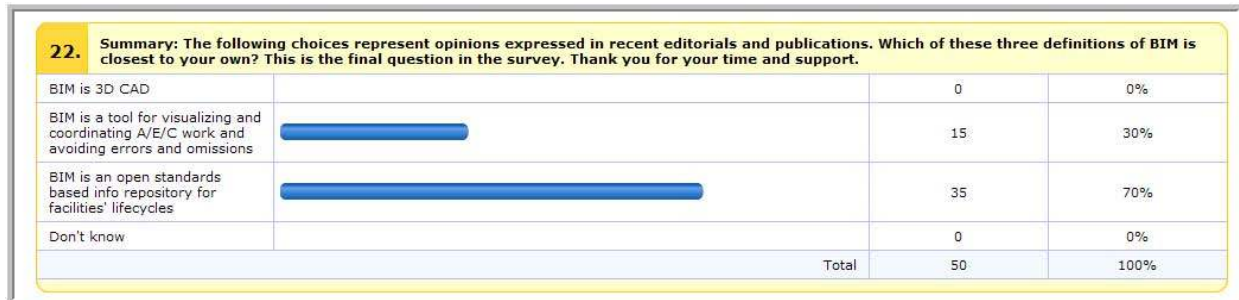 22.
Summary: The following choices represent opinions expressed in recent editorials and publications. Which of these three definitions of BIM is
closest to your own? This is the final question in the survey. Thank you for your time and support.
BIM is 3D CAD 0 0%
BIM is a tool for visualizing and
coordinating A/E/C work and
avoiding errors and omissions
15 30%
BIM is an open standards
based info repository for
facilities' lifecycles
35 70%
Don't know 0 0%
Total 50 100%